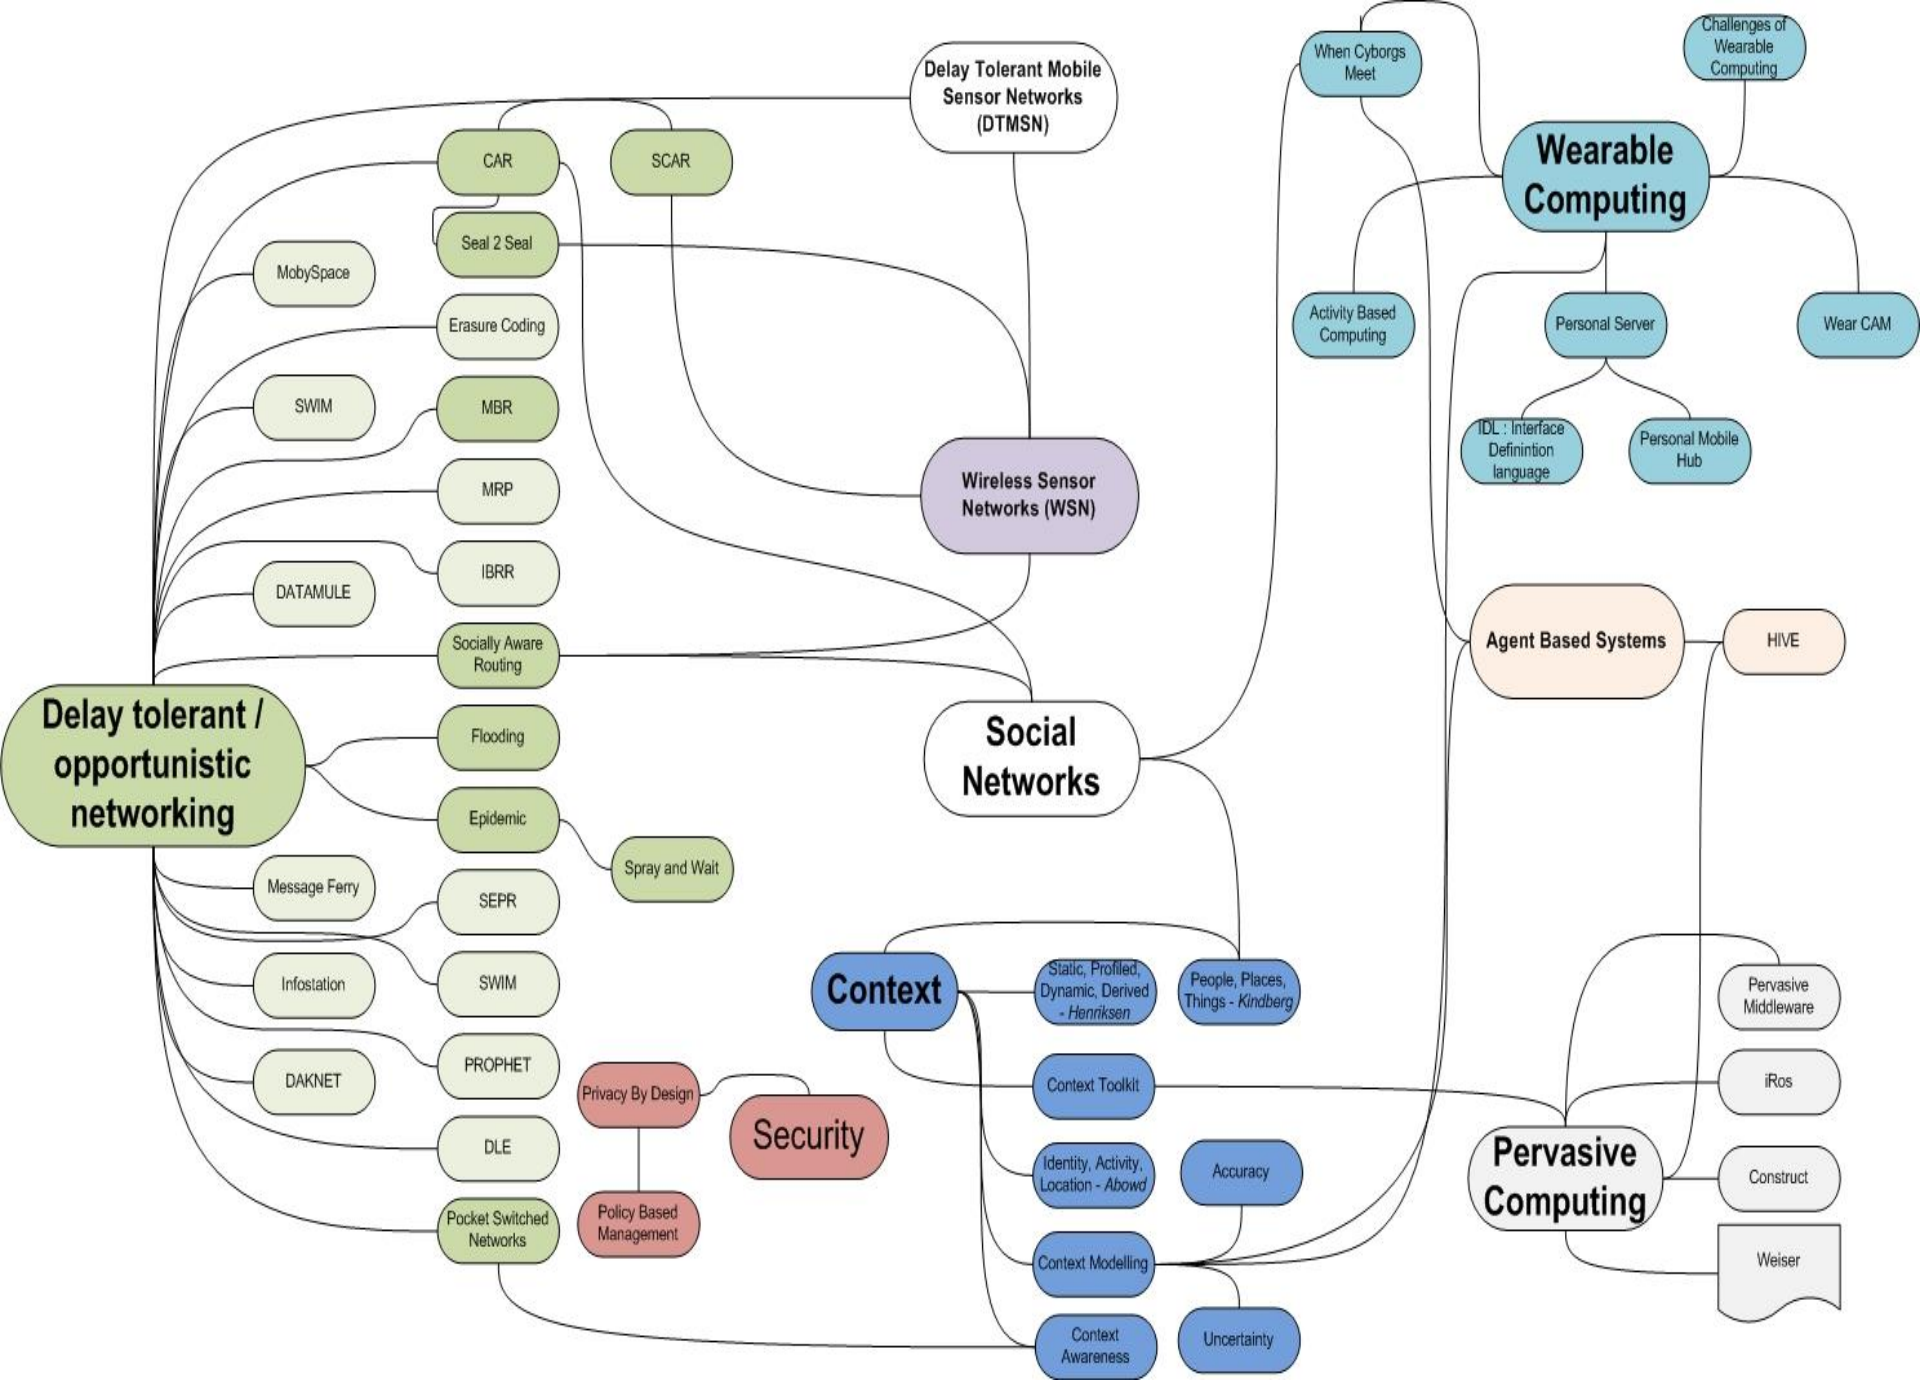 Delay Tolerant Mobile
Sensor Networks
(DTMSN)
When Cyborgs
Meet
Challenges of
Wearable
Computing
Wearable
Computing
CAR
SCAR
Seal 2 Seal
MobySpace
Erasure Coding
SWIM
MBR
MRP
IBRR
DATAMULE
Socially Aware
Routing
Delay tolerant /
opportunistic
networking
Flooding
Epidemic
Spray and Wait
Message Ferry
SEPR
Infostation
SWIM
PROPHET
DAKNET
DLE
Pocket Switched
Networks
Wireless Sensor
Networks (WSN)
Social
Networks
Activity Based
Computing
Personal Server
Wear CAM
IDL : Interface
Definintion
language
Personal Mobile
Hub
Agent Based Systems
HIVE
Context
Static, Profiled,
Dynamic, Derived
- Henriksen
People, Places,
Things - Kindberg
Context Toolkit
Identity, Activity,
Location - Abowd
Accuracy
Context Modelling
Context
Awareness
Uncertainty
Privacy By Design
Security
Policy Based
Management
Pervasive
Middleware
iRos
Pervasive
Computing
Construct
Weiser